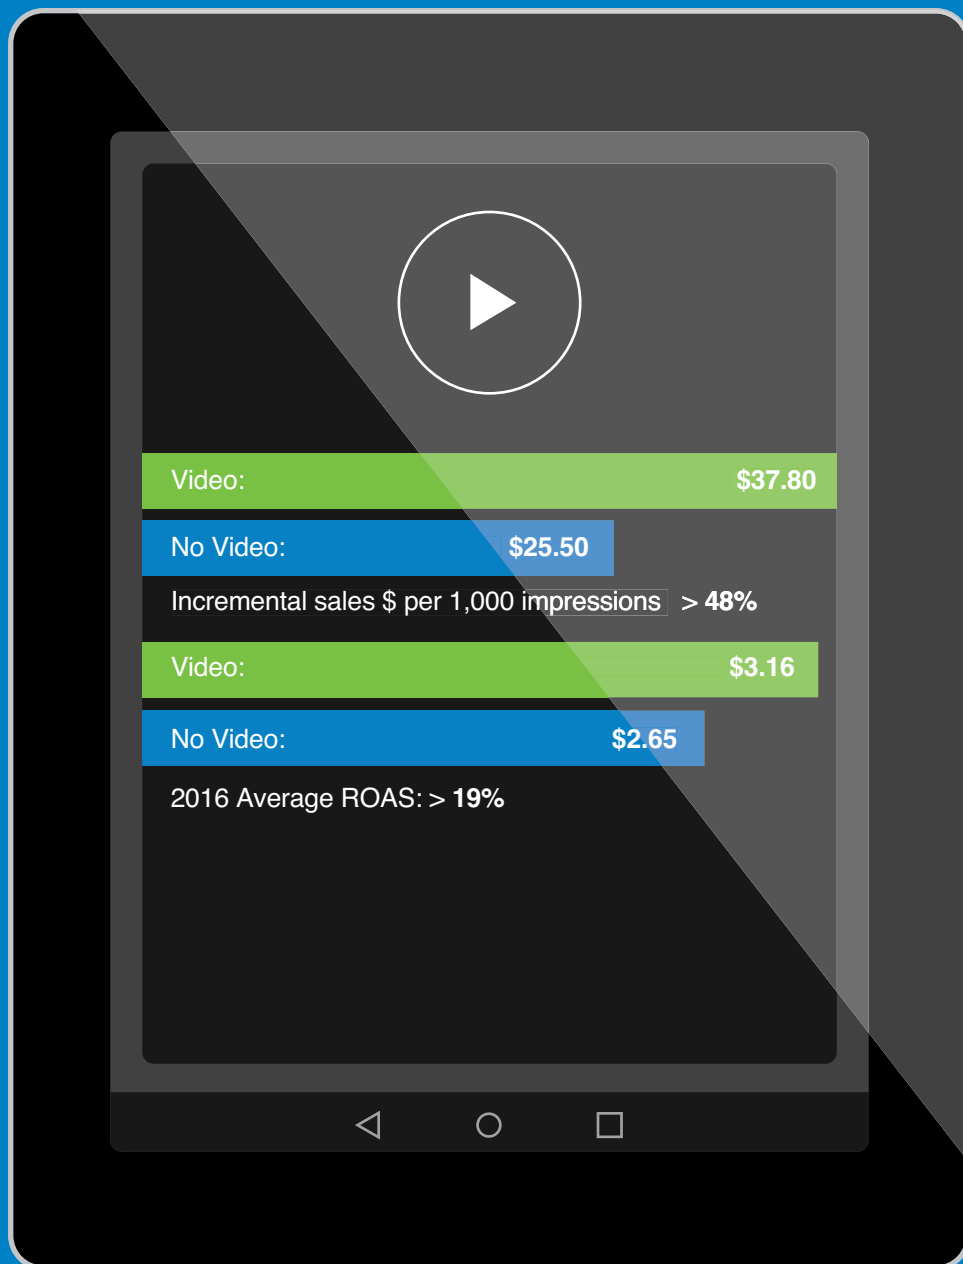 Video: $37.80
No Video: $25.50
Incremental sales $ per 1,000 impressions > 48%
Video: $3.16
No Video: $2.65
2016 Average ROAS: > 19%